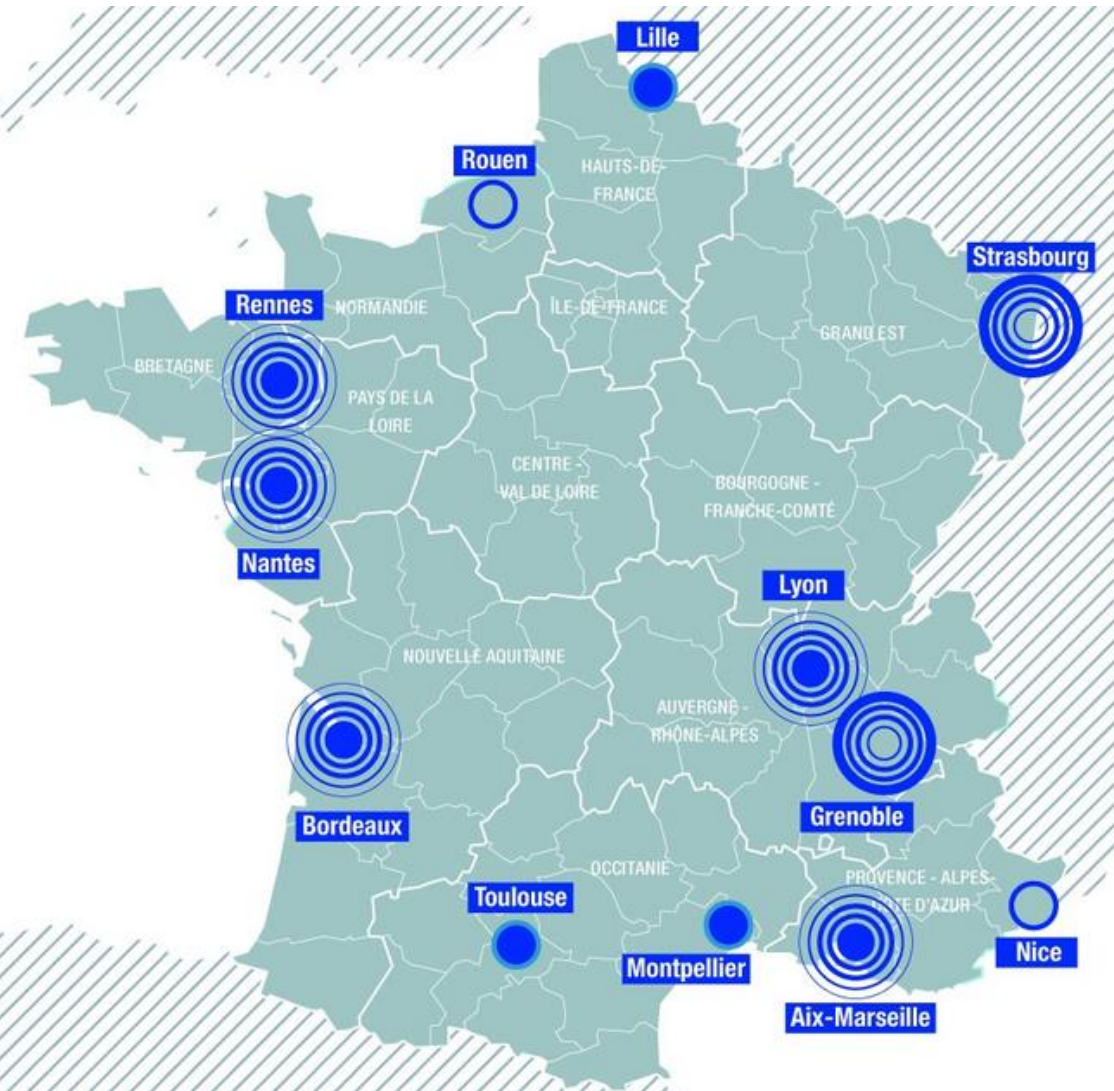 Lille
Rouen
HAUTS-DE-
FRANCE
Strasbourg
Rennes
NORMANDIE
ÎLE-DE-FRANCE
GRAND EST
BRETAGNE
PAYS DE LA
LOIRE
CENTRE -
VAL DE LOIRE
BOURGOGNE -
FRANCHE-COMTÉ
Nantes
Lyon
NOUVELLE AQUITAINE
AUVERGNE -
RHÔNE-ALPES
Bordeaux
Grenoble
OCCITANIE
PROVENCE - ALPES-
CÔTE D'AZUR
Toulouse
Montpellier
Nice
Aix-Marseille